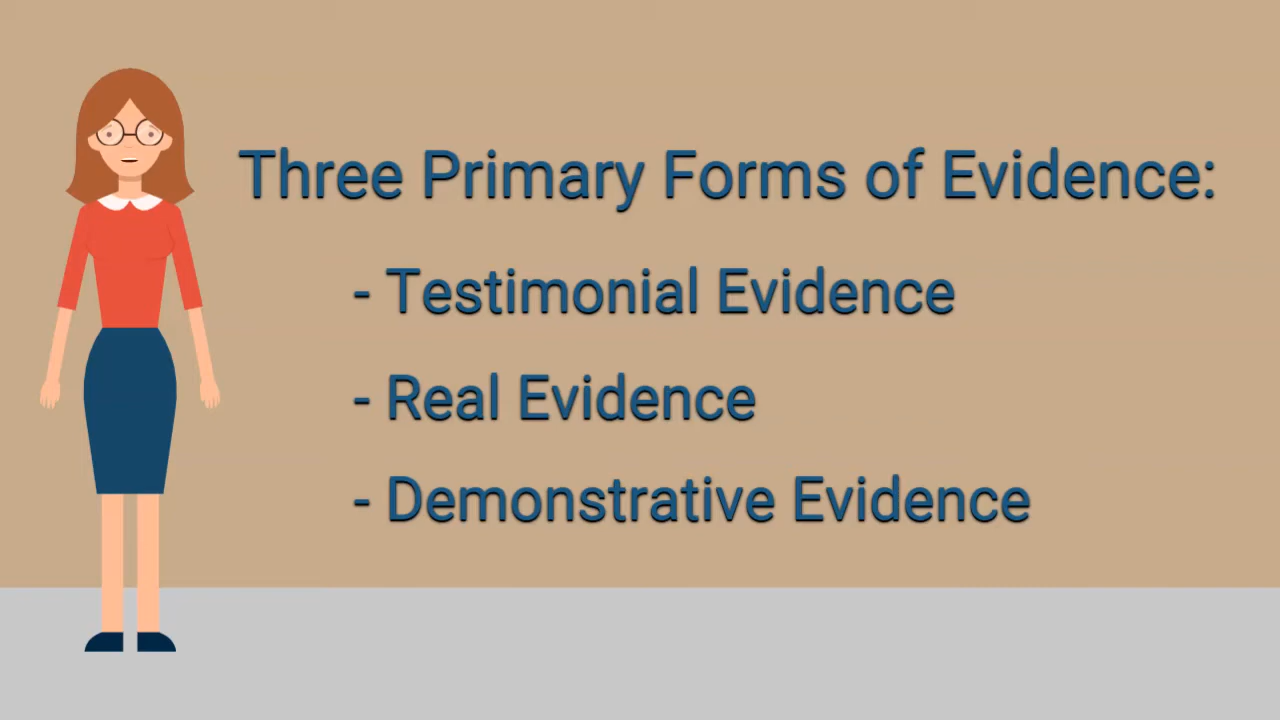 Three Primary Forms of Evidence:
- Testimonial Evidence
- Real Evidence
- Demonstrative Evidence